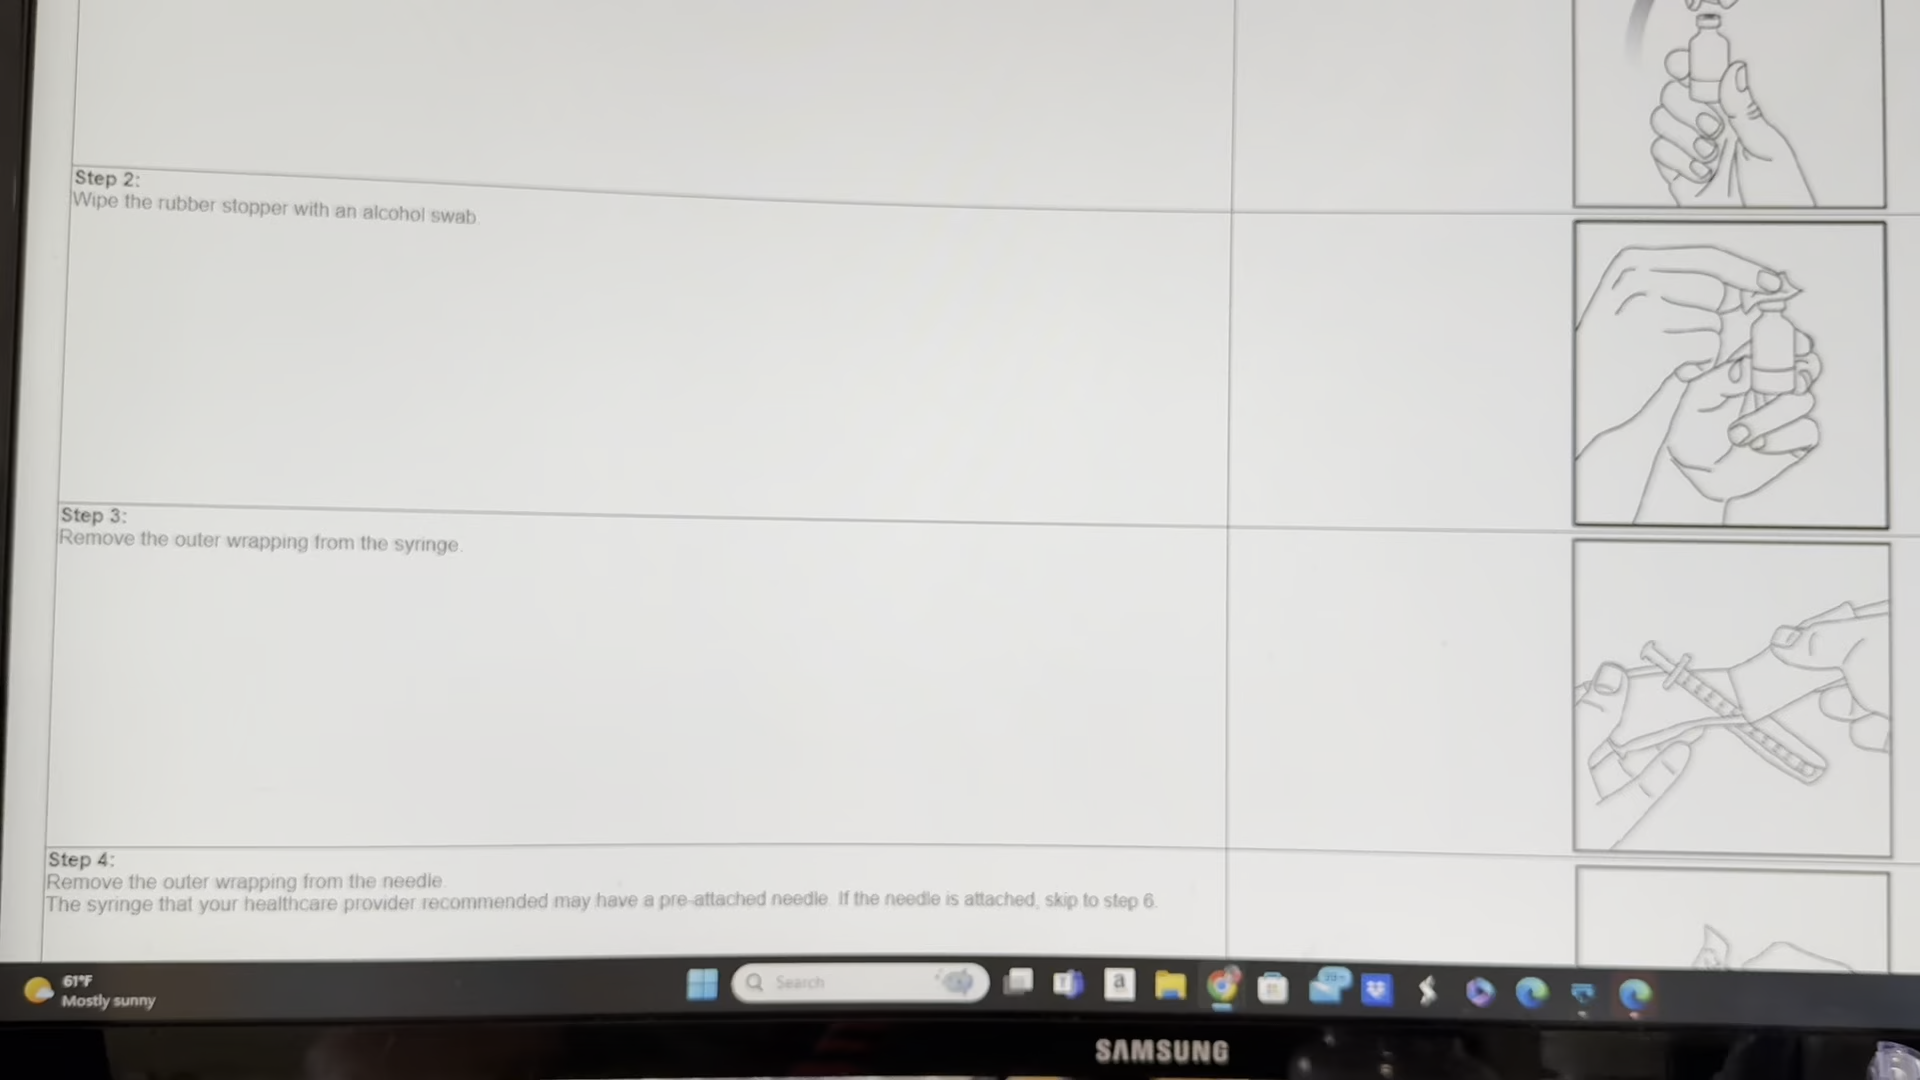 Step 2:
Wipe the rubber stopper with an alcohol swab.
Step 3:
Remove the outer wrapping from the syringe.
Step 4:
Remove the outer wrapping from the needle.
The syringe that your healthcare provider recommended may have a pre-attached needle. If the needle is attached, skip to step 6.
61°F
Mostly sunny
Search
a
99+
SAMSUNG